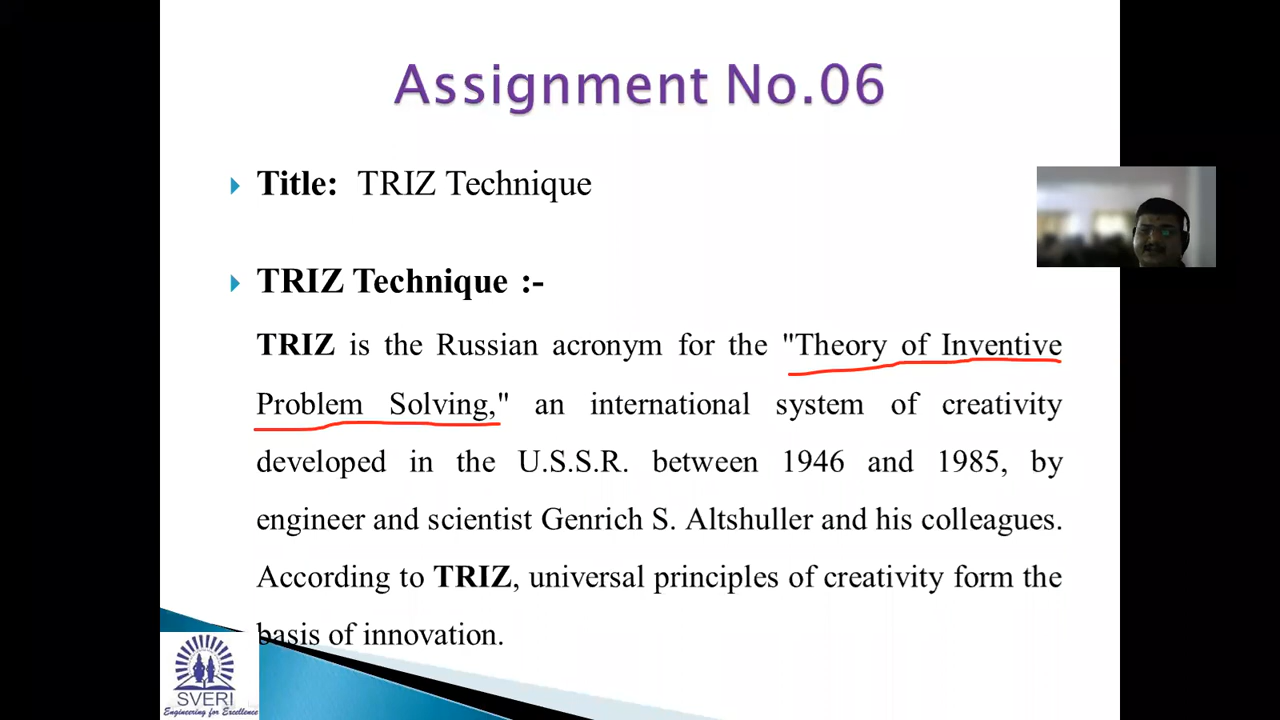 Assignment No.06
Title: TRIZ Technique
TRIZ Technique :-
TRIZ is the Russian acronym for the "Theory of Inventive
Problem Solving," an international system of creativity
developed in the U.S.S.R. between 1946 and 1985, by
engineer and scientist Genrich S. Altshuller and his colleagues.
According to TRIZ, universal principles of creativity form the
basis of innovation.
SVERI
Engineering for Excellence